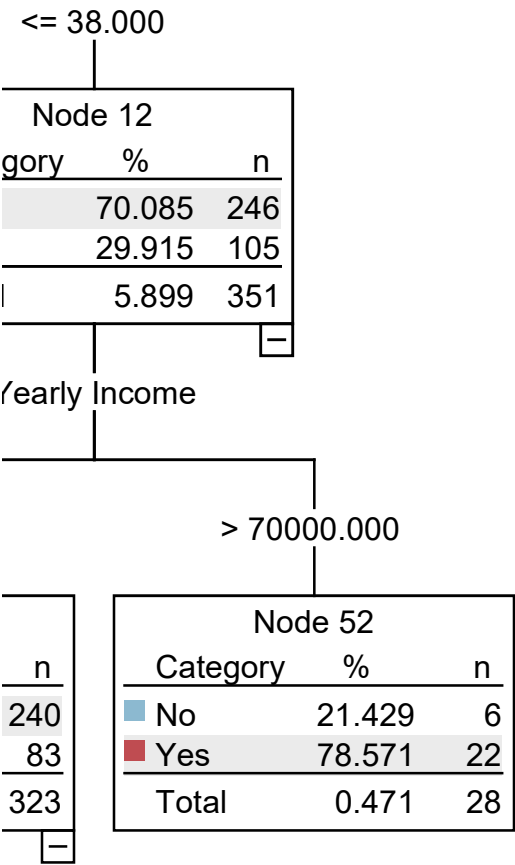 <= 38.000
Node 12
gory % n
70.085 246
29.915 105
5.899 351
Yearly Income
> 70000.000
n
240
83
323
Node 52
Category % n
No 21.429 6
Yes 78.571 22
Total 0.471 28